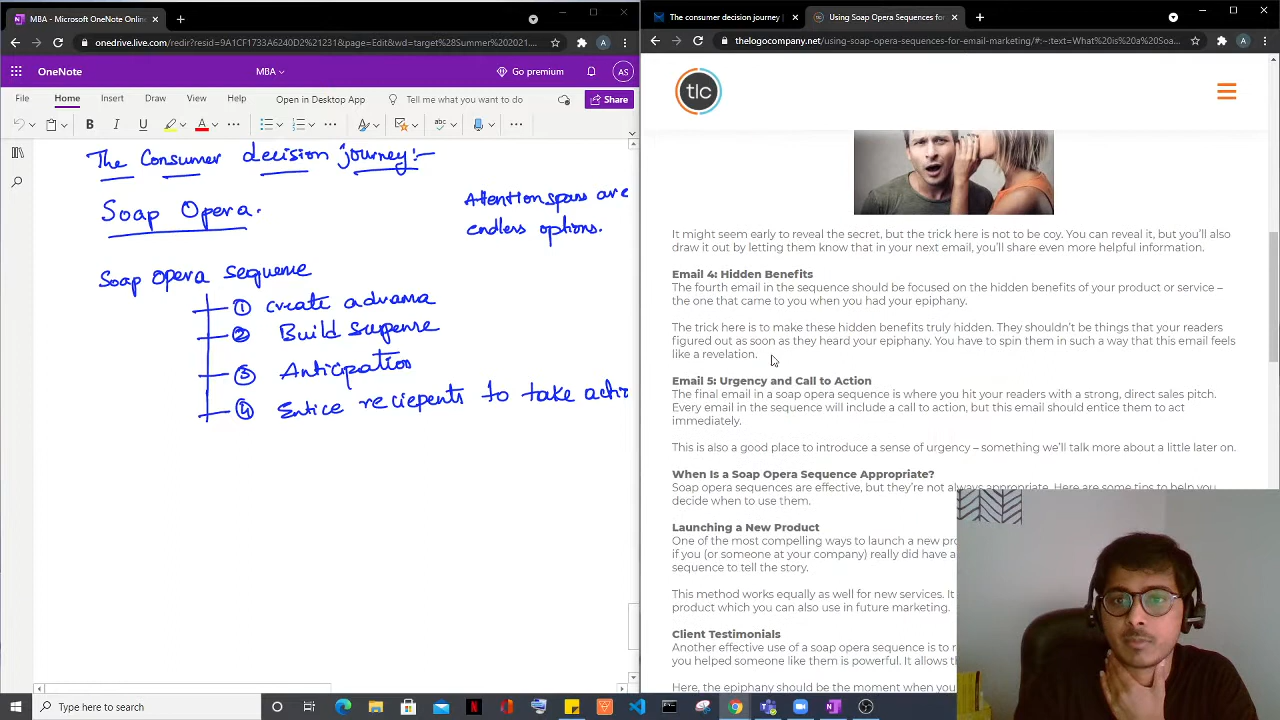 MBA - OneNote
onedrive.live.com/redir?resid=9A1CF1733A6240D2%21231&page=Edit&wd=target%28Summer%202021....
OneNote
MBA
Go premium
AS
File Home Insert Draw View Help Open in Desktop App Tell me what you want to do Share
The Consumer decision journey:-
Soap Opera.
Attention spans are
endless options.
Soap Opera sequence
① create a drama
② Build supense
③ Anticipation
④ Entice reciepents to take actio
The consumer decision journey
Using Soap Opera Sequences for
thelogocompany.net/using-soap-opera-sequences-for-email-marketing/#:~:text=What%20is%20a%20Soa...
tlc
It might seem early to reveal the secret, but the trick here is not to be coy. You can reveal it, but you'll also
draw it out by letting them know that in your next email, you'll share even more helpful information.
Email 4: Hidden Benefits
The fourth email in the sequence should be focused on the hidden benefits of your product or service –
the one that came to you when you had your epiphany.
The trick here is to make these hidden benefits truly hidden. They shouldn't be things that your readers
figured out as soon as they heard your epiphany. You have to spin them in such a way that this email feels
like a revelation.
Email 5: Urgency and Call to Action
The final email in a soap opera sequence is where you hit your readers with a strong, direct sales pitch.
Every email in the sequence will include a call to action, but this email should entice them to act
immediately.
This is also a good place to introduce a sense of urgency – something we'll talk more about a little later on.
When Is a Soap Opera Sequence Appropriate?
Soap opera sequences are effective, but they're not always appropriate. Here are some tips to help you
decide when to use them.
Launching a New Product
One of the most compelling ways to launch a new pro
if you (or someone at your company) really did have a
sequence to tell the story.
This method works equally as well for new services. It
product which you can also use in future marketing.
Client Testimonials
Another effective use of a soap opera sequence is to r
you helped someone like them is powerful. It allows th
Here, the epiphany should be the moment when you
Type here to search